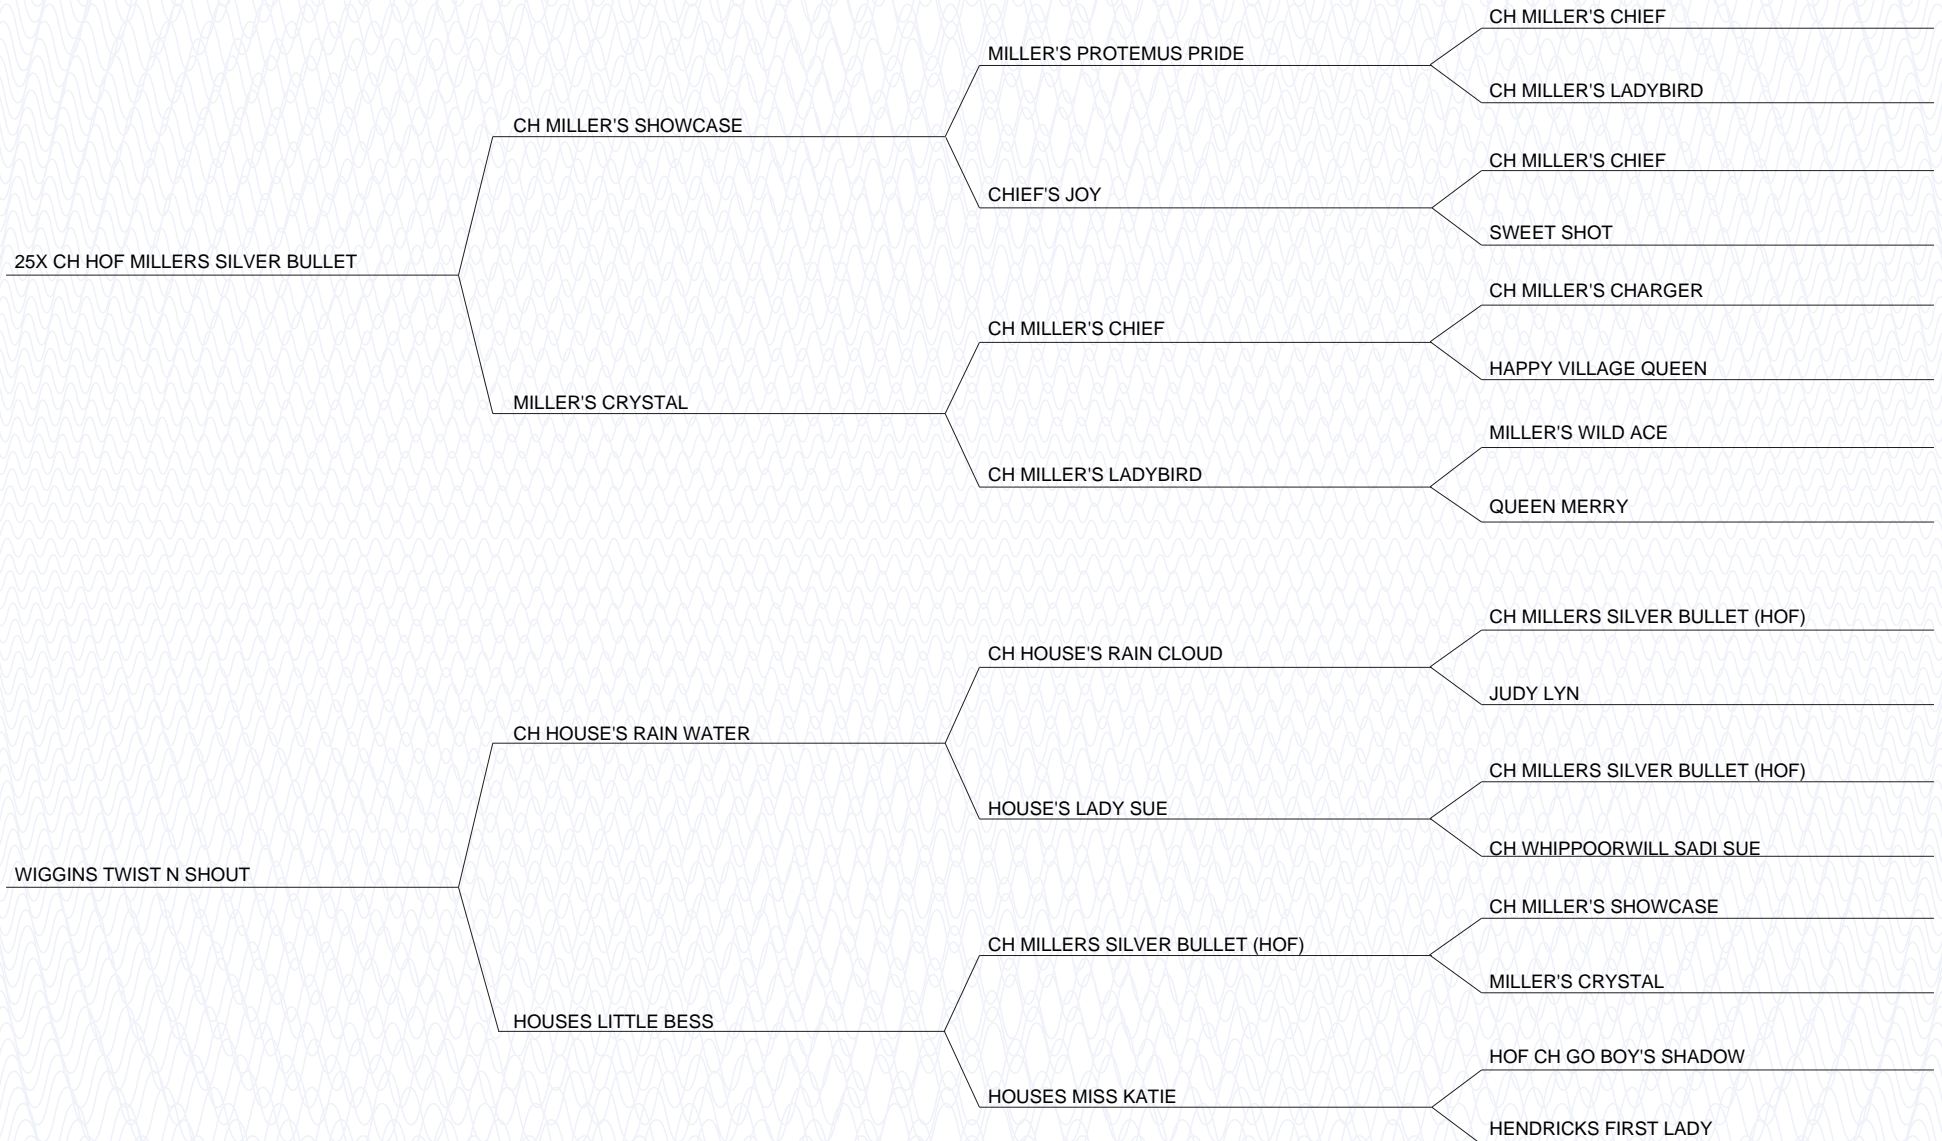 CH MILLER'S CHIEF
MILLER'S PROTEMUS PRIDE
CH MILLER'S LADYBIRD
CH MILLER'S SHOWCASE
CH MILLER'S CHIEF
CHIEF'S JOY
SWEET SHOT
25X CH HOF MILLERS SILVER BULLET
CH MILLER'S CHARGER
CH MILLER'S CHIEF
HAPPY VILLAGE QUEEN
MILLER'S CRYSTAL
MILLER'S WILD ACE
CH MILLER'S LADYBIRD
QUEEN MERRY
CH MILLERS SILVER BULLET (HOF)
CH HOUSE'S RAIN CLOUD
JUDY LYN
CH HOUSE'S RAIN WATER
CH MILLERS SILVER BULLET (HOF)
HOUSE'S LADY SUE
CH WHIPPOORWILL SADI SUE
WIGGINS TWIST N SHOUT
CH MILLER'S SHOWCASE
CH MILLERS SILVER BULLET (HOF)
MILLER'S CRYSTAL
HOUSES LITTLE BESS
HOF CH GO BOY'S SHADOW
HOUSES MISS KATIE
HENDRICKS FIRST LADY